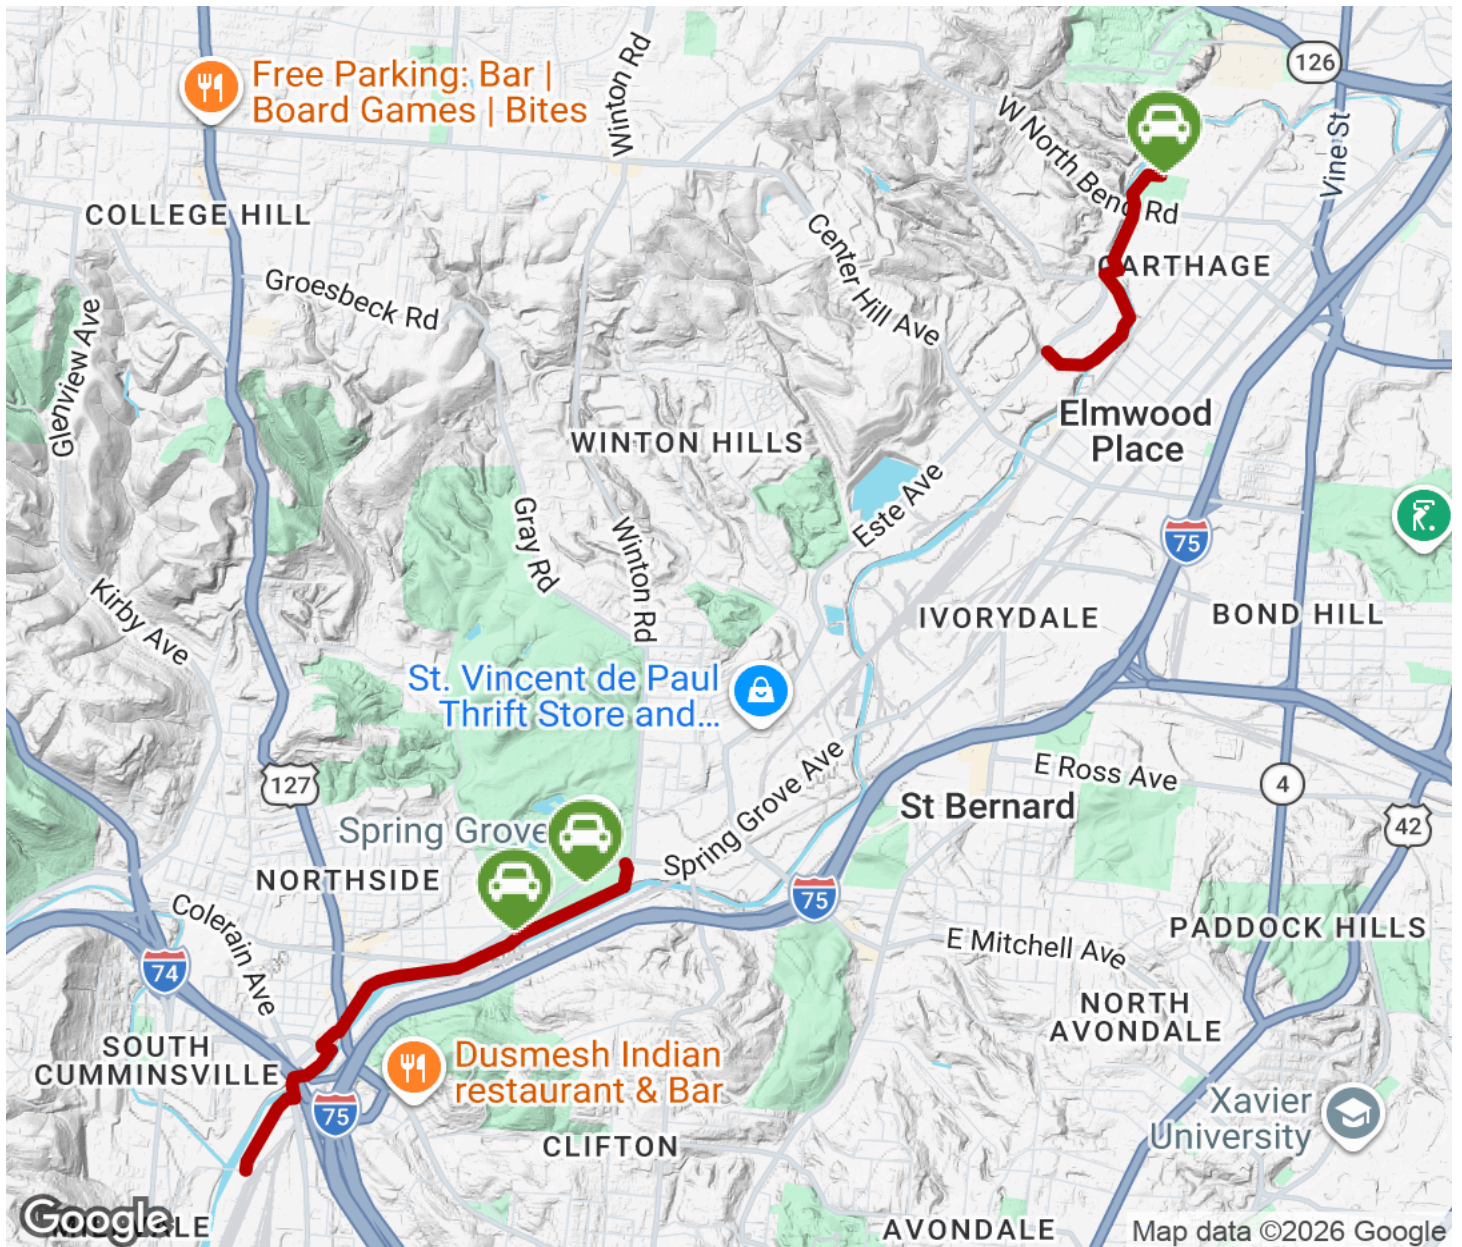 126
Free Parking: Bar |
Board Games | Bites
Winton Rd
W North Bend Rd
Vine St
COLLEGE HILL
Center Hill Ave
CARTHAGE
Groesbeck Rd
Glenview Ave
Elmwood
Place
WINTON HILLS
Este Ave
Gray Rd
Winton Rd
75
Kirby Ave
IVORYDALE
BOND HILL
St. Vincent de Paul
Thrift Store and...
127
Spring Grove Ave
E Ross Ave
4
St Bernard
42
Spring Grove
NORTHSIDE
75
Colerain Ave
PADDOCK HILLS
E Mitchell Ave
74
NORTH
AVONDALE
SOUTH
CUMMINSVILLE
Dusmesh Indian
restaurant & Bar
75
Xavier
University
CLIFTON
Google
AVONDALE
Map data ©2026 Google